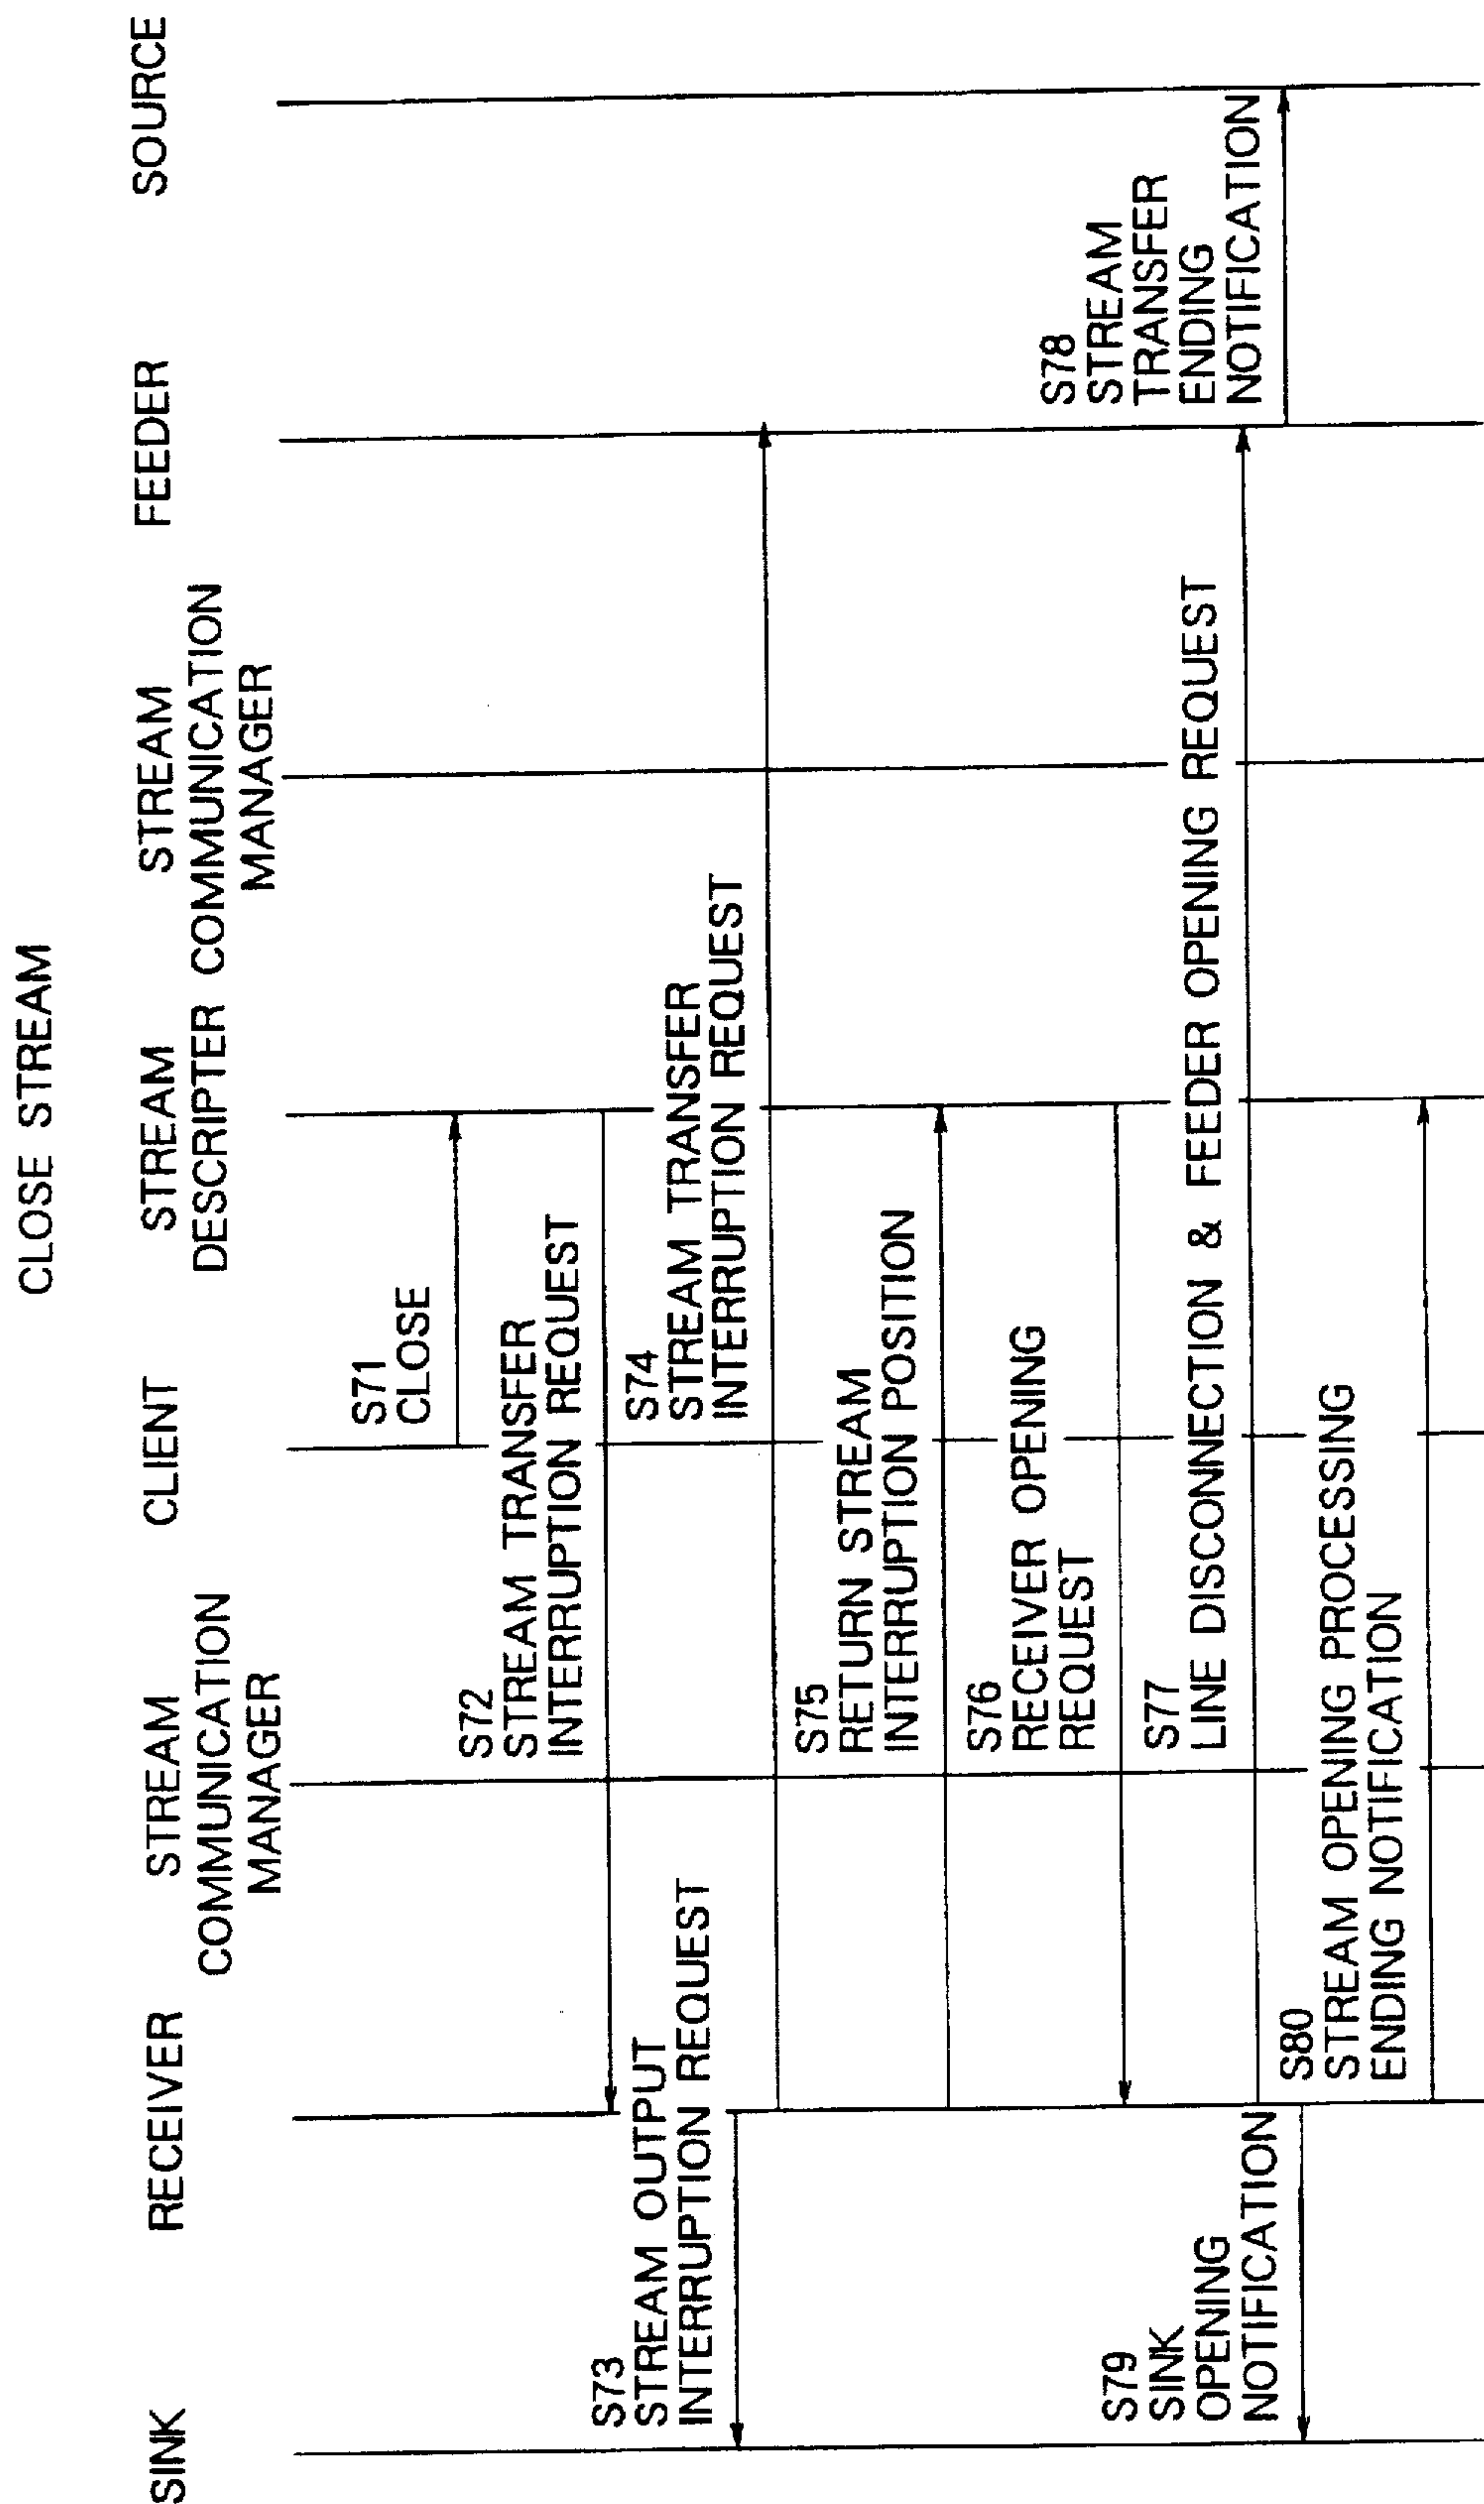 CLOSE STREAM
SINK
RECEIVER
STREAM
COMMUNICATION
MANAGER
CLIENT
STREAM
DESCRIPTER
STREAM
COMMUNICATION
MANAGER
FEEDER
SOURCE
S71
CLOSE
S72
STREAM TRANSFER
INTERRUPTION REQUEST
S73
STREAM OUTPUT
INTERRUPTION REQUEST
S74
STREAM TRANSFER
INTERRUPTION REQUEST
S75
RETURN STREAM
INTERRUPTION POSITION
S76
RECEIVER OPENING
REQUEST
S77
LINE DISCONNECTION & FEEDER OPENING REQUEST
S78
STREAM
TRANSFER
ENDING
NOTIFICATION
S79
SINK
OPENING
NOTIFICATION
S80
STREAM OPENING PROCESSING
ENDING NOTIFICATION